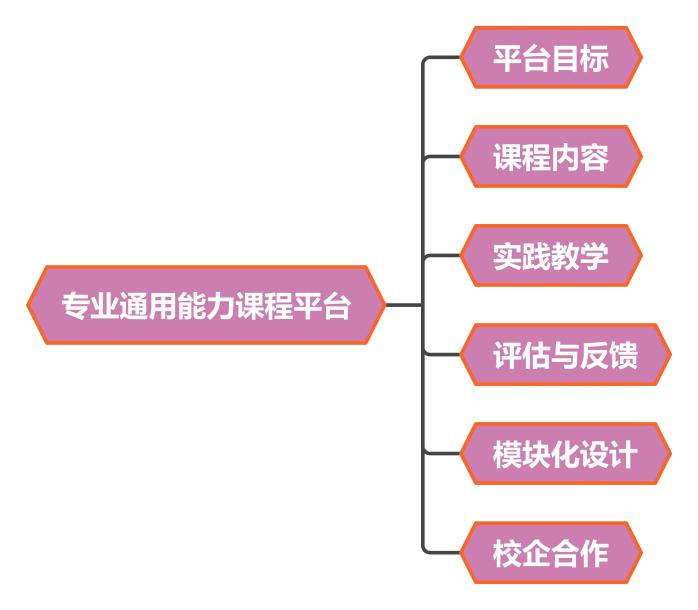 平台目标
课程内容
实践教学
专业通用能力课程平台
评估与反馈
模块化设计
校企合作